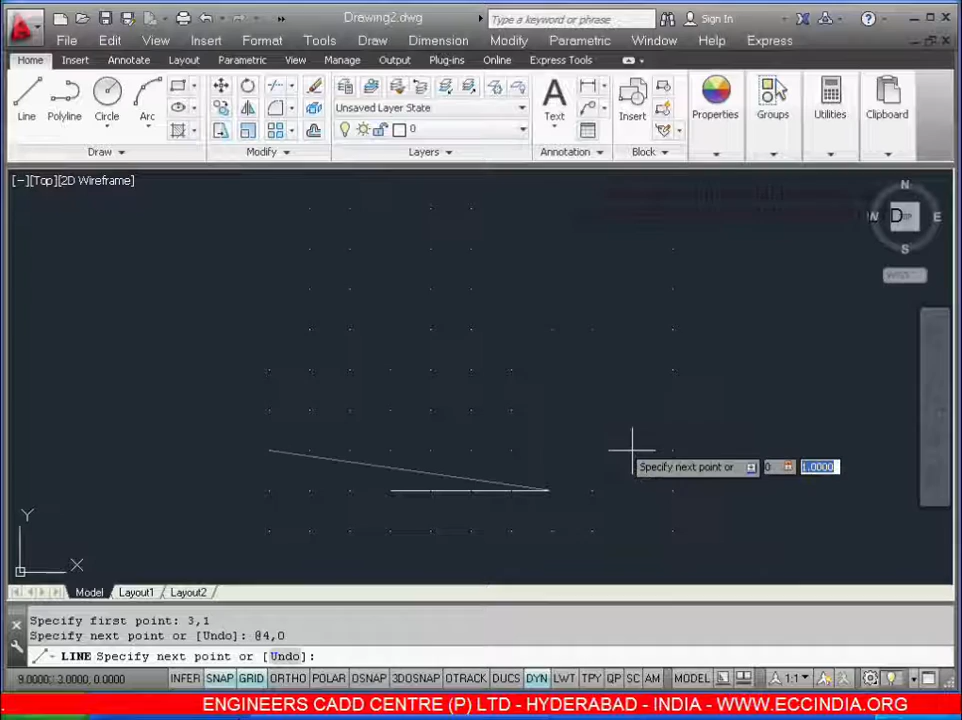 Drawing2.dwg
Type a keyword or phrase
Sign In
File Edit View Insert Format Tools Draw Dimension Modify Parametric Window Help Express
Home Insert Annotate Layout Parametric View Manage Output Plug-ins Online Express Tools
Line Polyline Circle Arc
Unsaved Layer State
0
Text Insert Properties Groups Utilities Clipboard
Draw Modify Layers Annotation Block
[−][Top][2D Wireframe]
N
W E
S
D
Specify next point or 0 1.0000
Y
X
Model Layout1 Layout2
Specify first point: 3,1
Specify next point or [Undo]: @4,0
LINE Specify next point or [Undo]:
9.0000, 3.0000, 0.0000 INFER SNAP GRID ORTHO POLAR OSNAP 3DOSNAP OTRACK DUCS DYN LWT TPY QP SC AM MODEL 1:1
ENGINEERS CADD CENTRE (P) LTD - HYDERABAD - INDIA - WWW.ECCINDIA.ORG